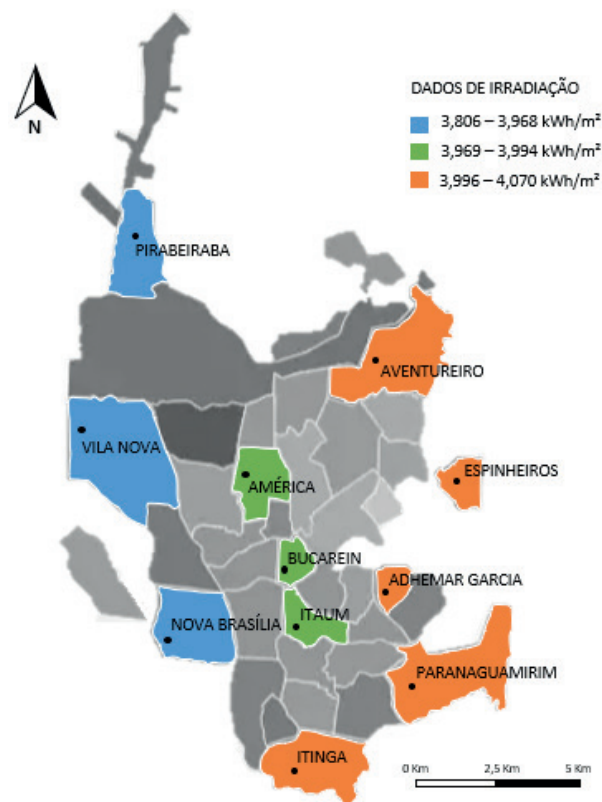 DADOS DE IRRADIAÇÃO
3,806 – 3,968 kWh/m²
3,969 – 3,994 kWh/m²
3,996 – 4,070 kWh/m²
N
PIRABEIRABA
AVENTUREIRO
VILA NOVA
ESPINHEIROS
AMÉRICA
BUCAREIN
ADHEMAR GARCIA
NOVA BRASÍLIA
ITAUM
PARANAGUAMIRIM
ITINGA
0 Km 2,5 Km 5 Km